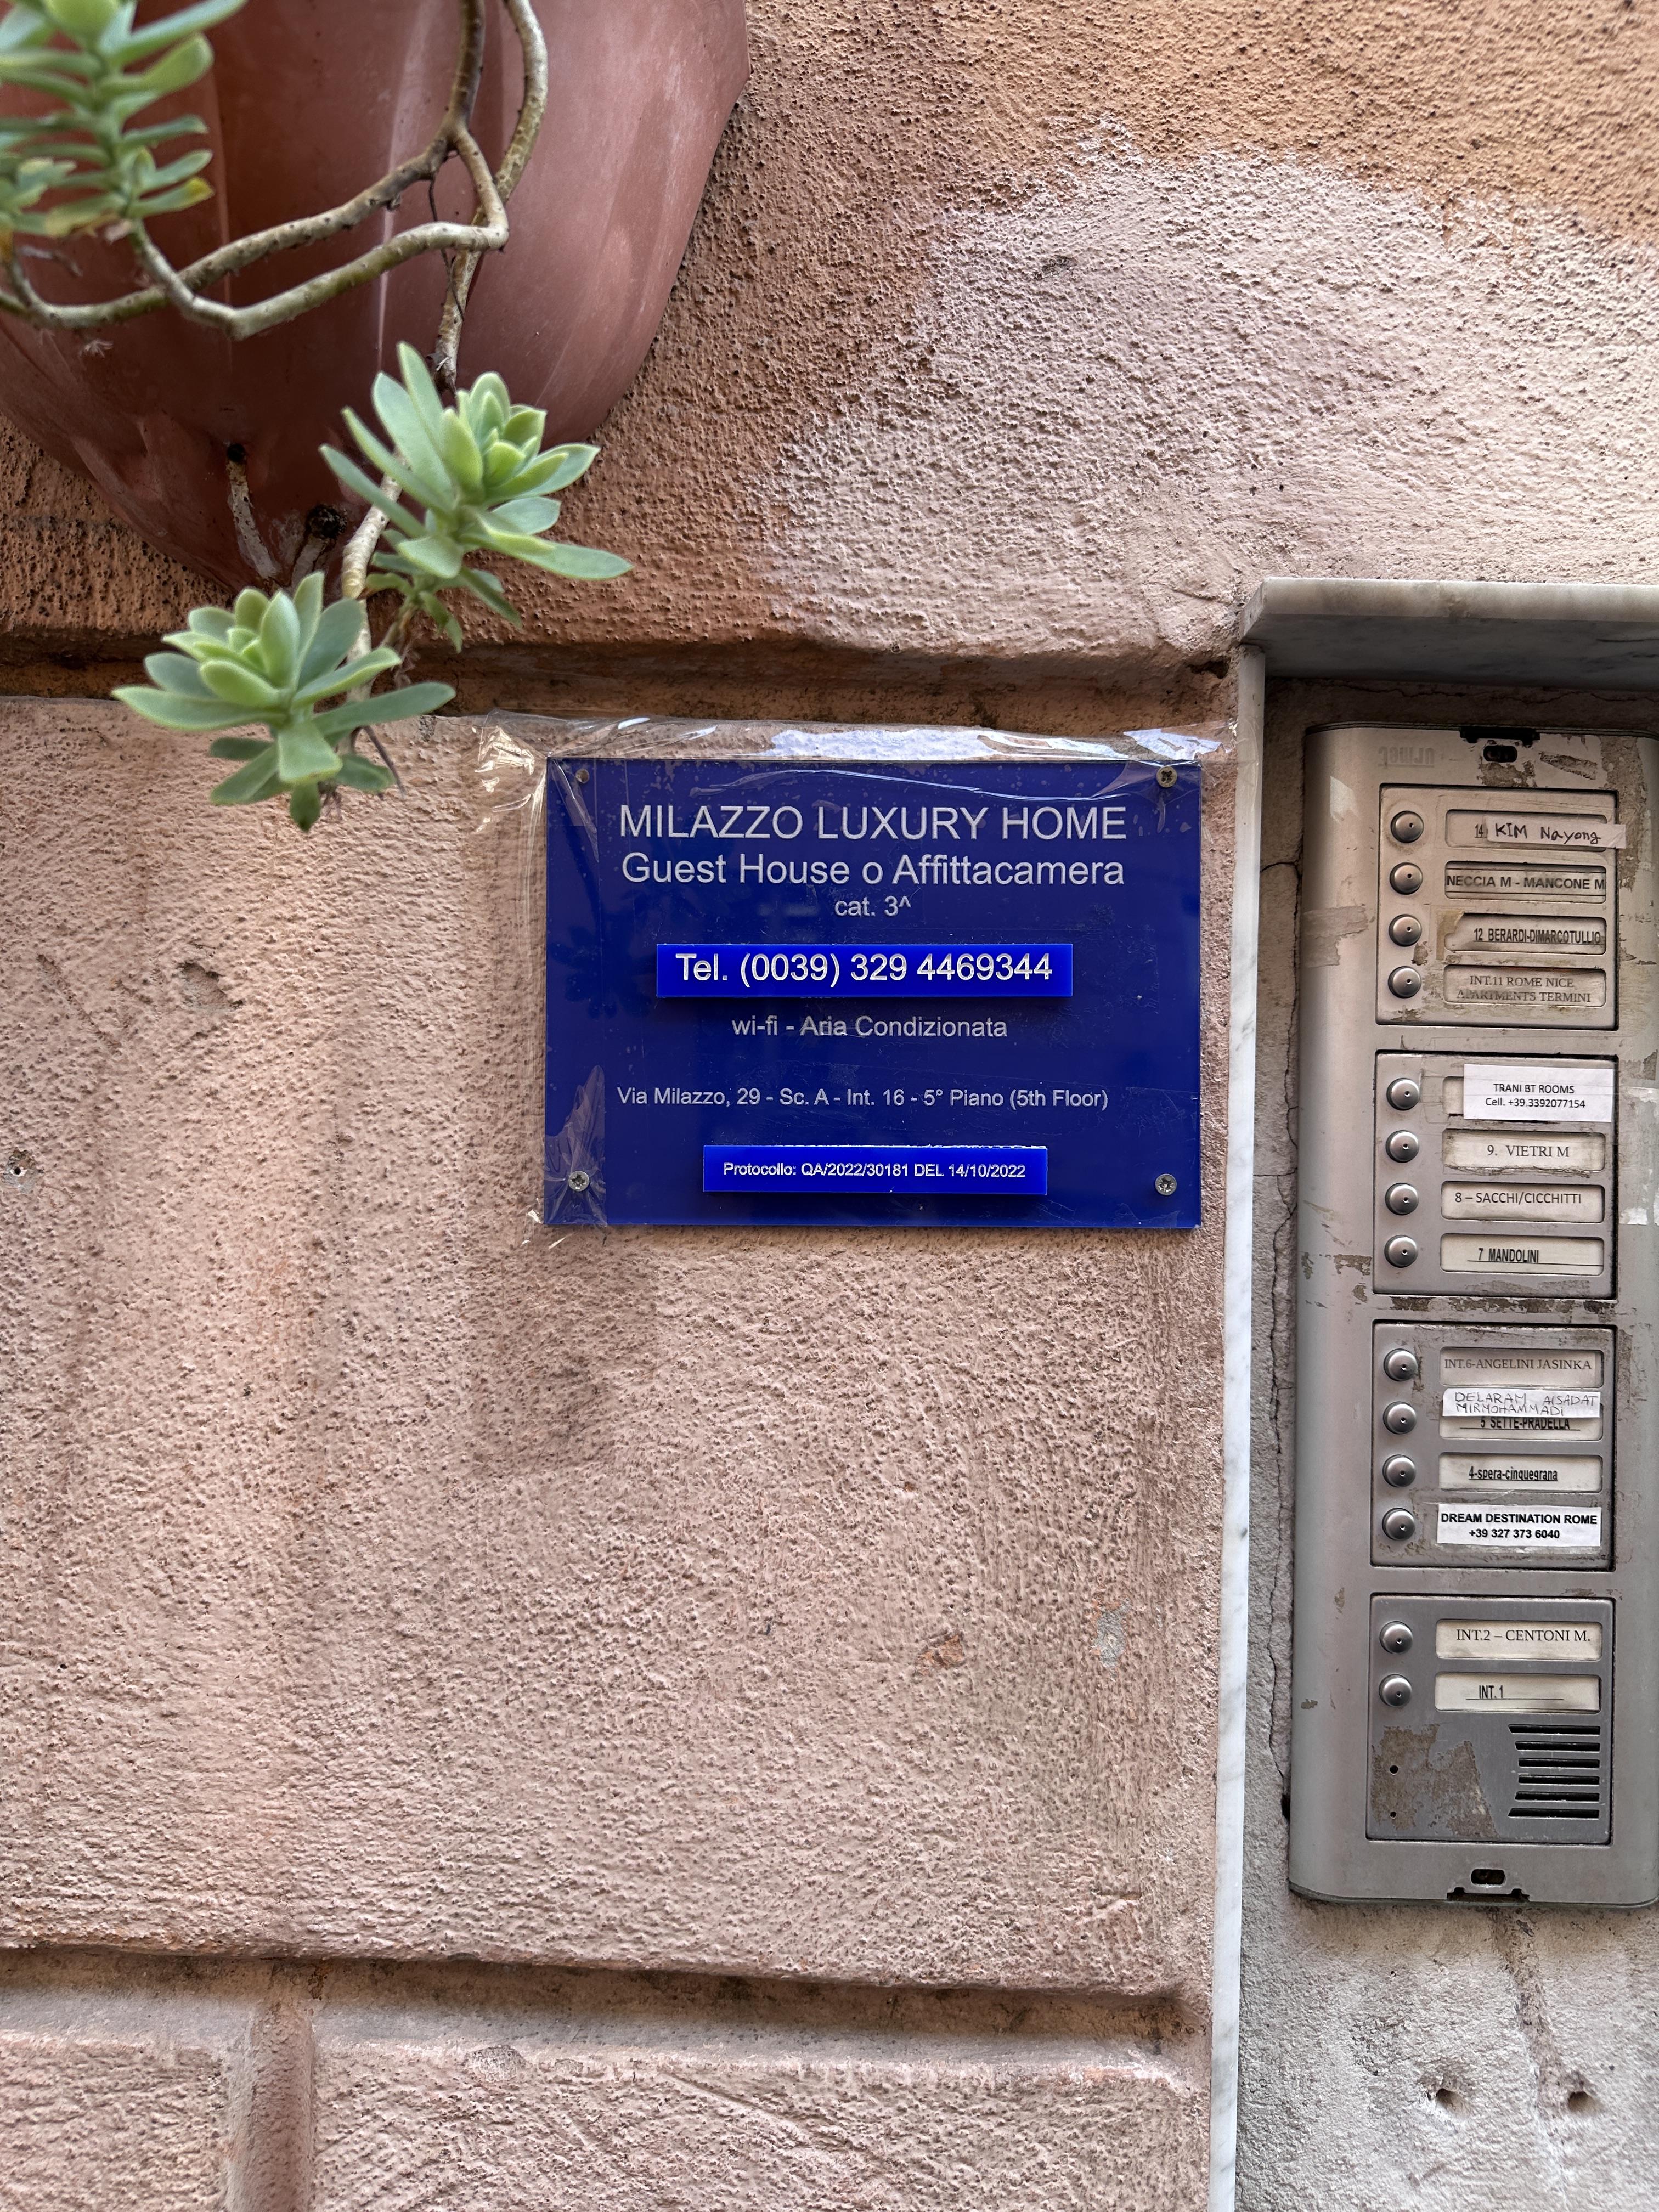 MILAZZO LUXURY HOME
Guest House o Affittacamera
cat. 3^
Tel. (0039) 329 4469344
wi-fi - Aria Condizionata
Via Milazzo, 29 - Sc. A - Int. 16 - 5° Piano (5th Floor)
Protocollo: QA/2022/30181 DEL 14/10/2022
14 KIM Nayong
NECCIA M - MANCONE M
12 BERARDI-DIMARCOTULLIO
INT.11 ROME NICE
APARTMENTS TERMINI
TRANI BT ROOMS
Cell. +39.3392077154
9. VIETRI M
8 – SACCHI/CICCHITTI
7 MANDOLINI
INT.6-ANGELINI JASINKA
DELARAM AlSADAT
MIRMOHAMMADI
5 SETTE-PRADELLA
4-spera-cinquegrana
DREAM DESTINATION ROME
+39 327 373 6040
INT.2 – CENTONI M.
INT. 1